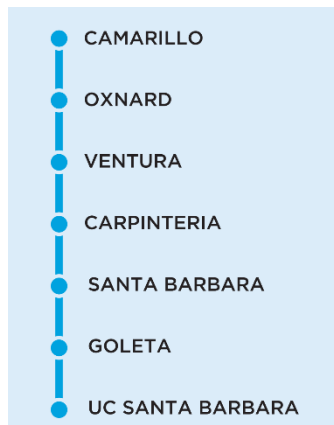 CAMARILLO
OXNARD
VENTURA
CARPINTERIA
SANTA BARBARA
GOLETA
UC SANTA BARBARA